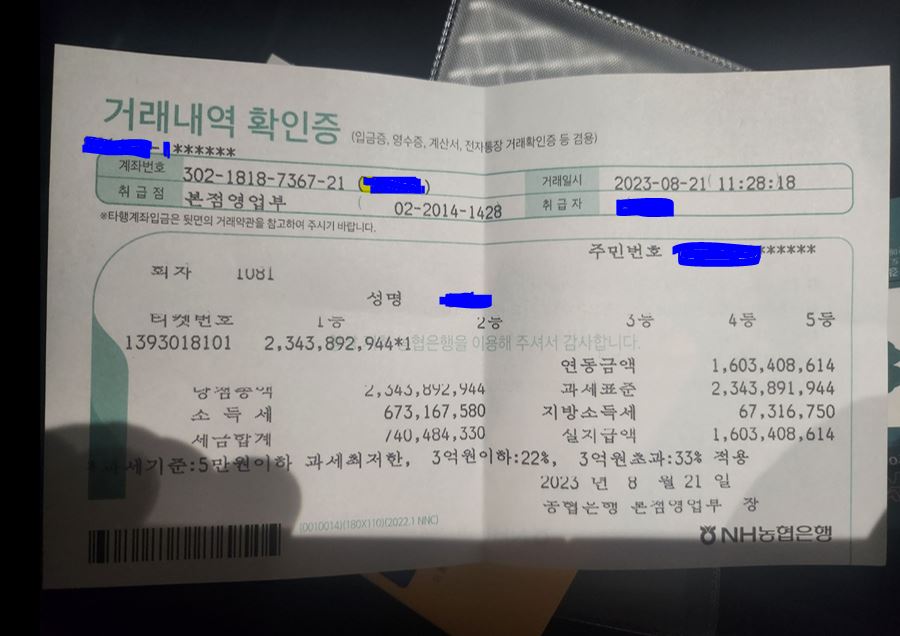 거래내역 확인증 (입금증, 영수증, 계산서, 전자통장 거래확인증 등 겸용)
******
계좌번호 302-1818-7367-21 ( ) 거래일시 2023-08-21 11:28:18
취급점 본점영업부 ( 02-2014-1428 취급자
※타행계좌입금은 뒷면의 거래약관을 참고하여 주시기 바랍니다.
주민번호 ******
회차 1081
성명
티켓번호 1등 2등 3등 4등 5등
1393018101 2,343,892,944*1 농협은행을 이용해 주셔서 감사합니다.
연동금액 1,603,408,614
당첨총액 2,343,892,944 과세표준 2,343,891,944
소득세 673,167,580 지방소득세 67,316,750
세금합계 740,484,330 실지급액 1,603,408,614
*과세기준:5만원이하 과세최저한, 3억원이하:22%, 3억원초과:33% 적용
2023 년 8 월 21 일
농협은행 본점영업부 장
(0010014)(180X110)(2022.1 NNC)
NH농협은행